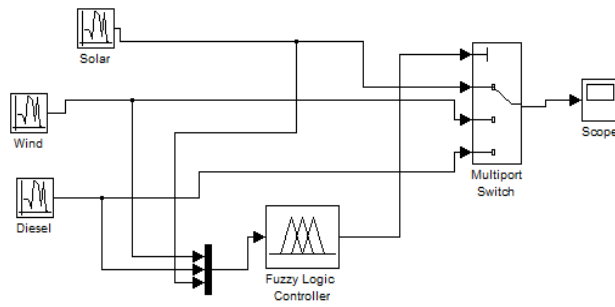 Solar
Wind
Diesel
Fuzzy Logic
Controller
Multiport
Switch
Scope